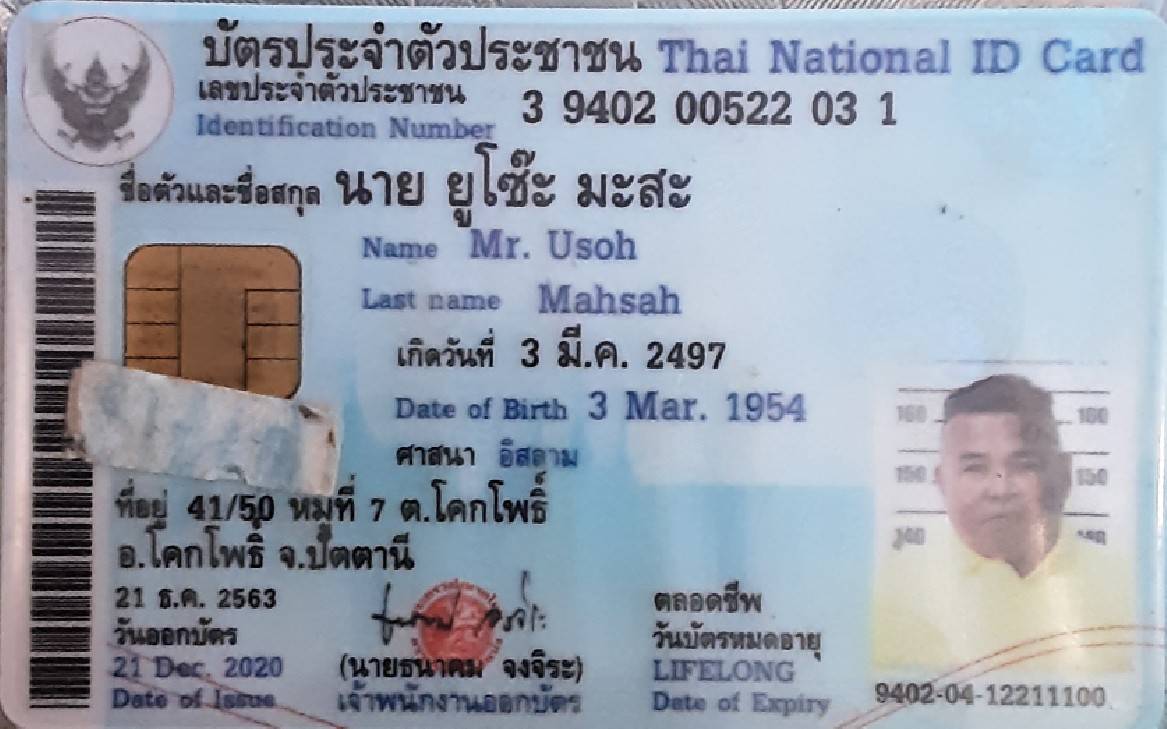 บัตรประจำตัวประชาชน Thai National ID Card
เลขประจำตัวประชาชน
Identification Number 3 9402 00522 03 1
ชื่อตัวและชื่อสกุล นาย ยูโซ๊ะ มะสะ
Name Mr. Usoh
Last name Mahsah
เกิดวันที่ 3 มี.ค. 2497
Date of Birth 3 Mar. 1954
ศาสนา อิสลาม
ที่อยู่ 41/50 หมู่ที่ 7 ต.โคกโพธิ์
อ.โคกโพธิ์ จ.ปัตตานี
21 ธ.ค. 2563
วันออกบัตร
21 Dec. 2020
Date of Issue
(นายธนาคม จงจิระ)
เจ้าพนักงานออกบัตร
ตลอดชีพ
วันบัตรหมดอายุ
LIFELONG
Date of Expiry
160 160
150 150
140
9402-04-12211100